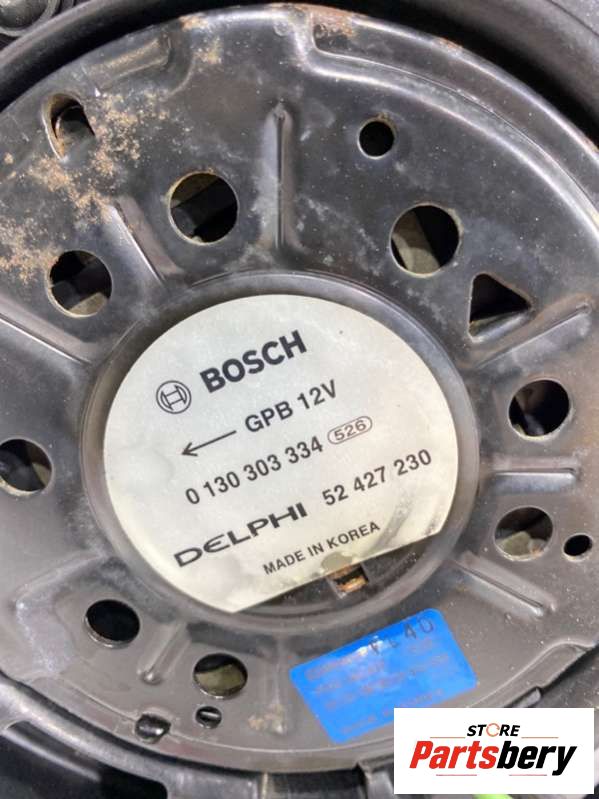 BOSCH
GPB 12V
0 130 303 334 526
DELPHI 52 427 230
MADE IN KOREA
STORE
Partsbery